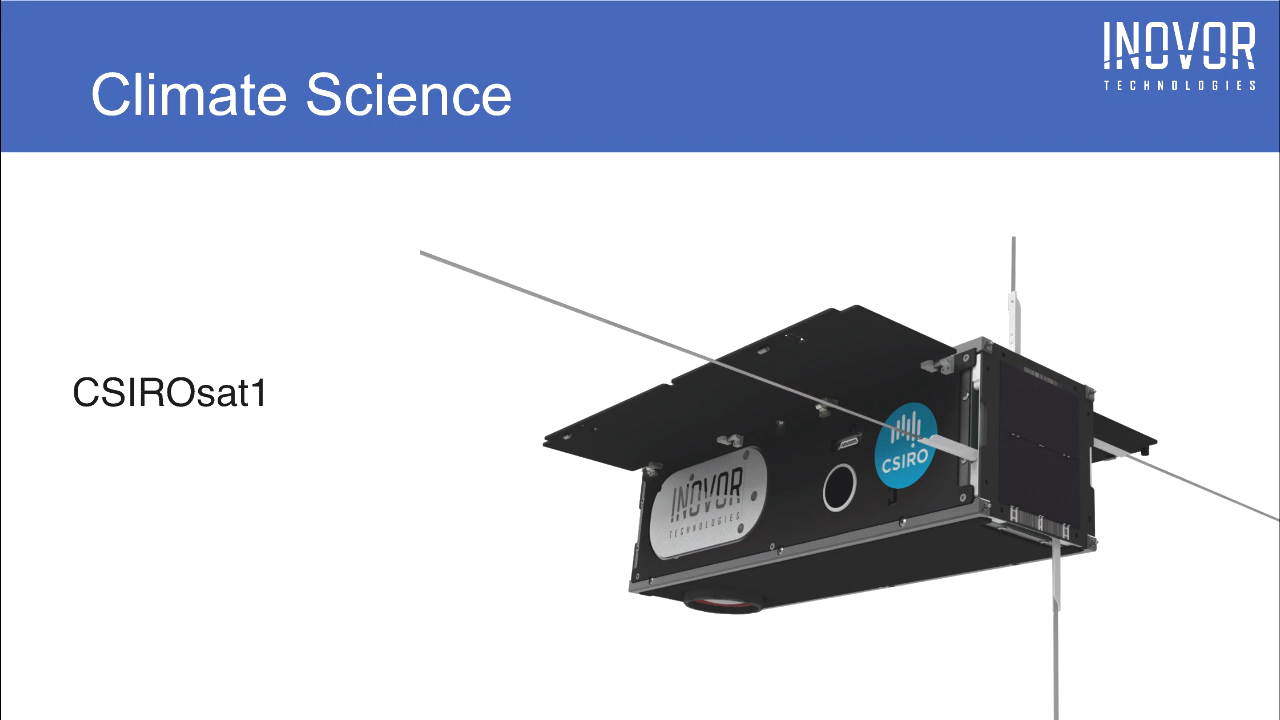 INOVOR
TECHNOLOGIES
Climate Science
CSIROsat1
CSIRO
INOVOR
TECHNOLOGIES